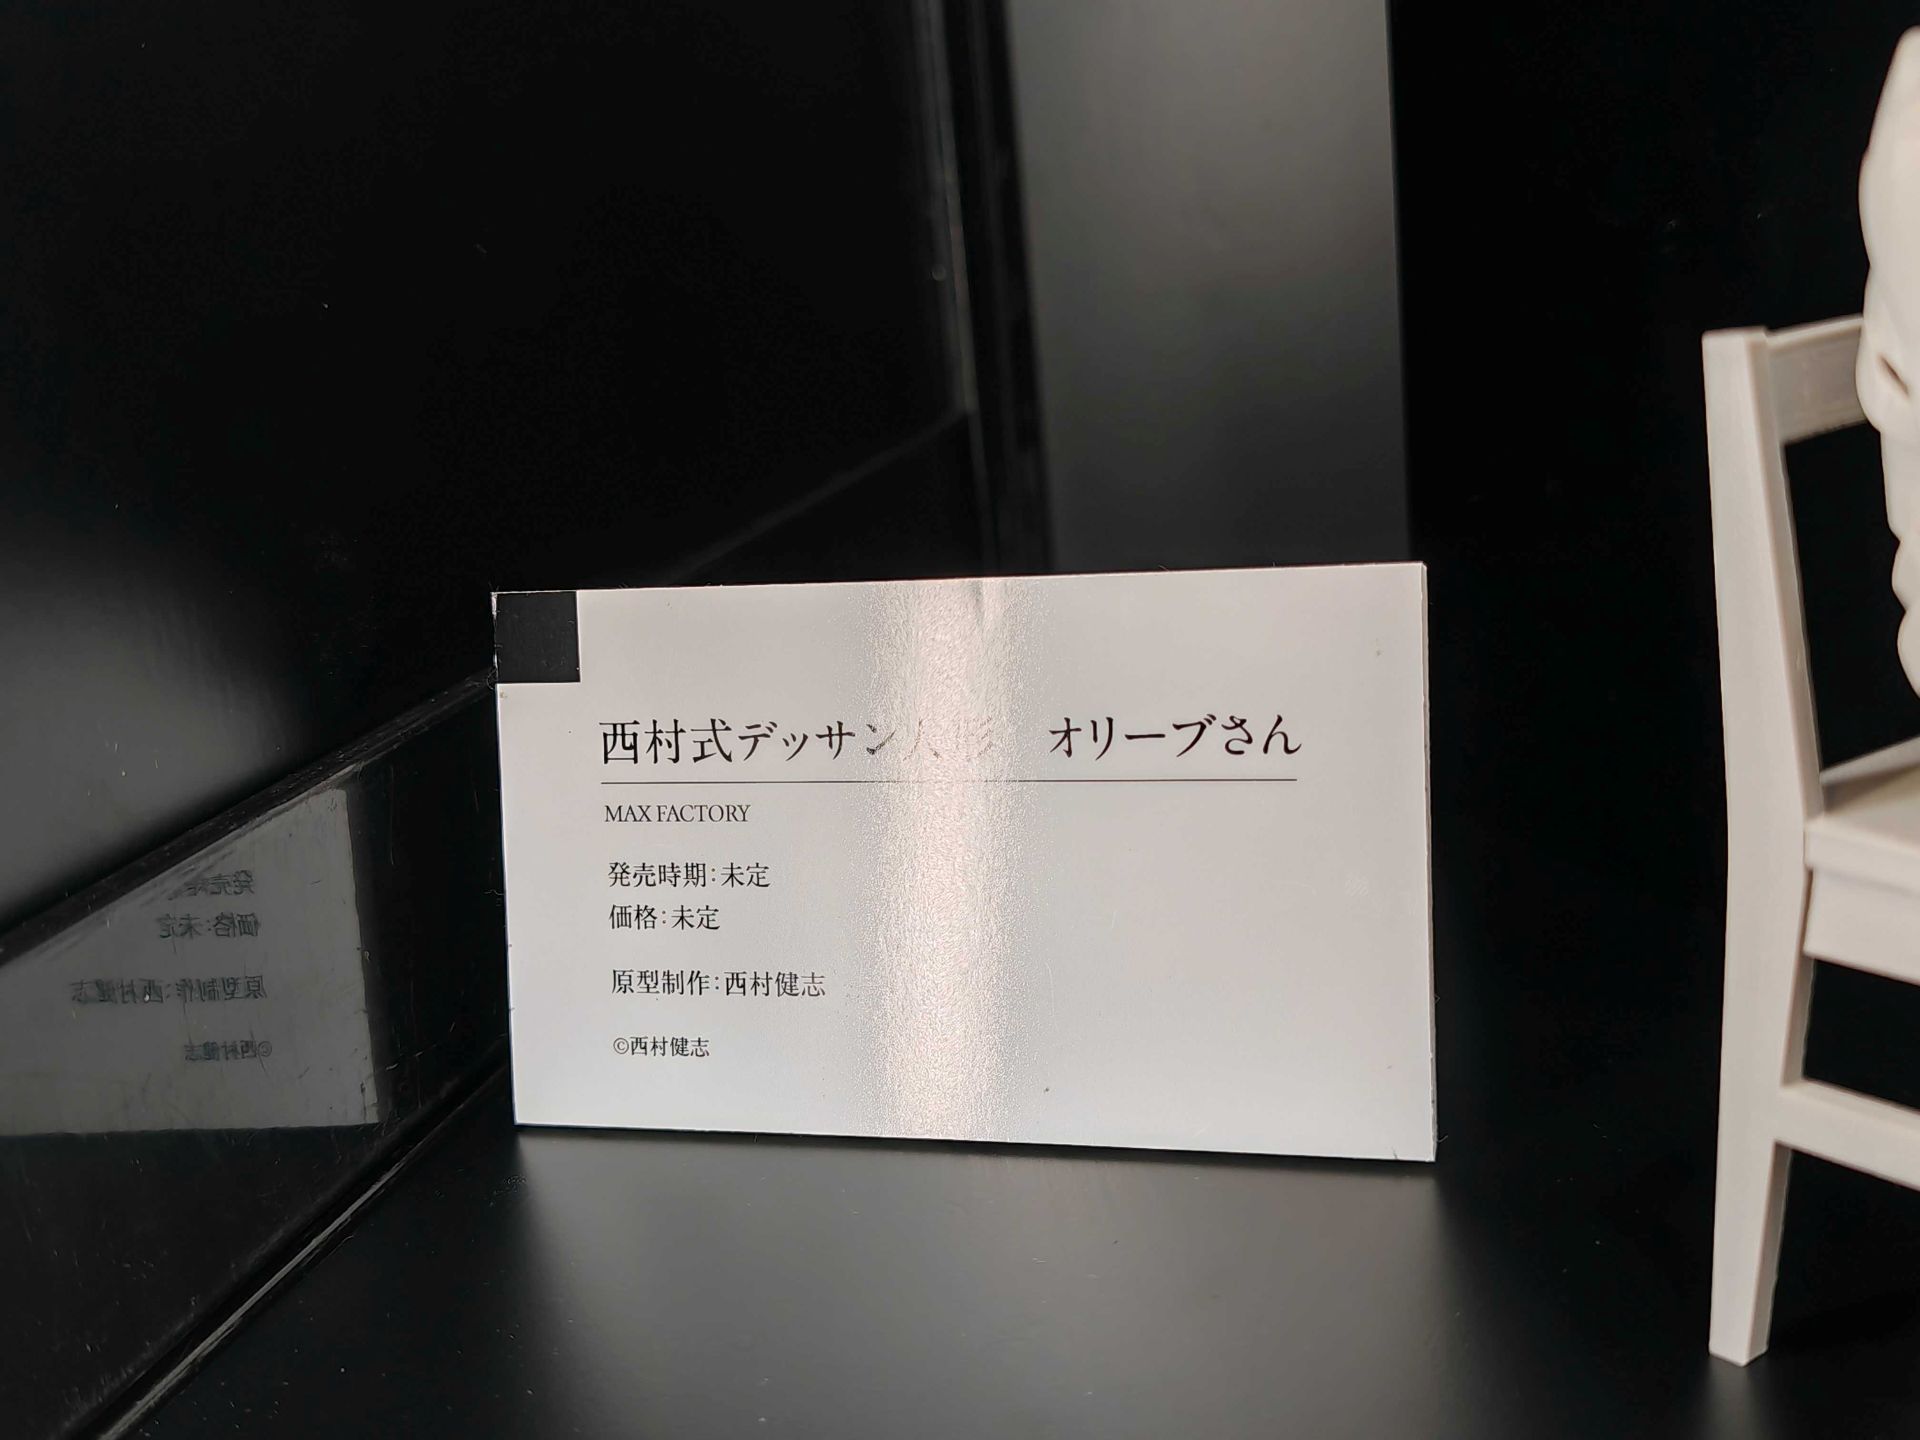 西村式デッサン人形　オリーブさん
MAX FACTORY
発売時期：未定
価格：未定
原型制作：西村健志
©西村健志